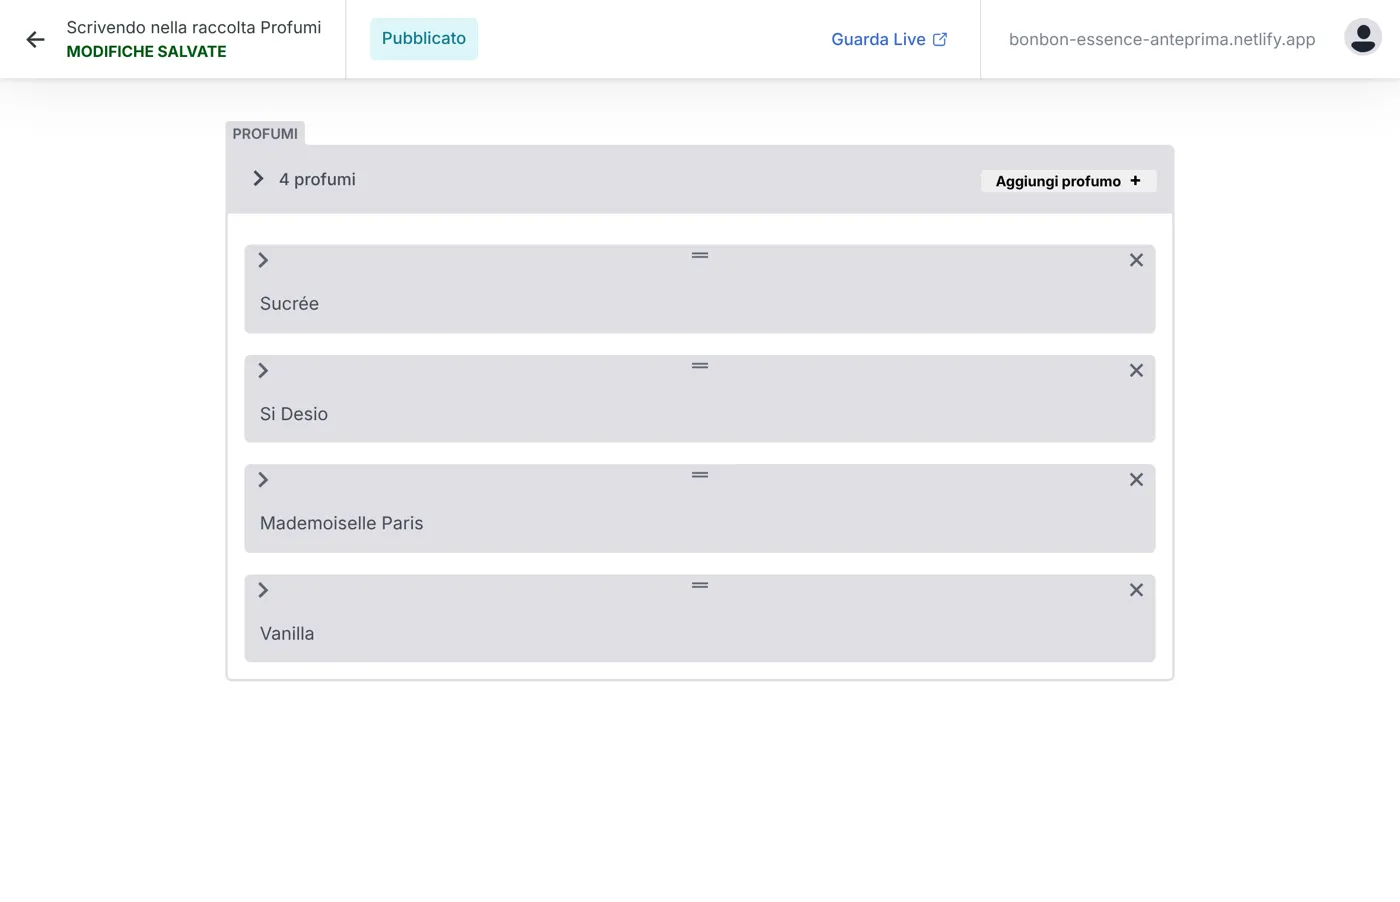 Scrivendo nella raccolta Profumi
MODIFICHE SALVATE
Pubblicato
Guarda Live
bonbon-essence-anteprima.netlify.app
PROFUMI
4 profumi
Aggiungi profumo +
Sucrée
Si Desio
Mademoiselle Paris
Vanilla